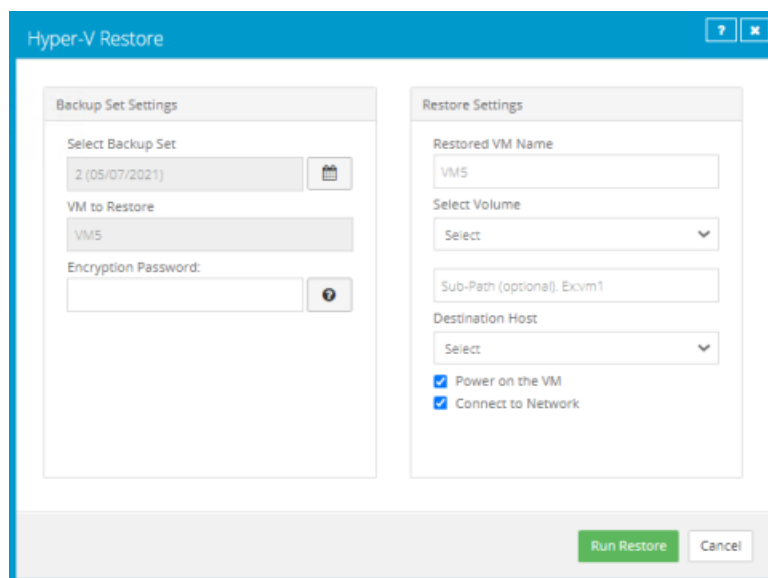 Hyper-V Restore
?
Backup Set Settings
Select Backup Set
2 (05/07/2021)
VM to Restore
VM5
Encryption Password:
?
Restore Settings
Restored VM Name
VM5
Select Volume
Select
Sub-Path (optional). Ex:vm1
Destination Host
Select
Power on the VM
Connect to Network
Run Restore
Cancel